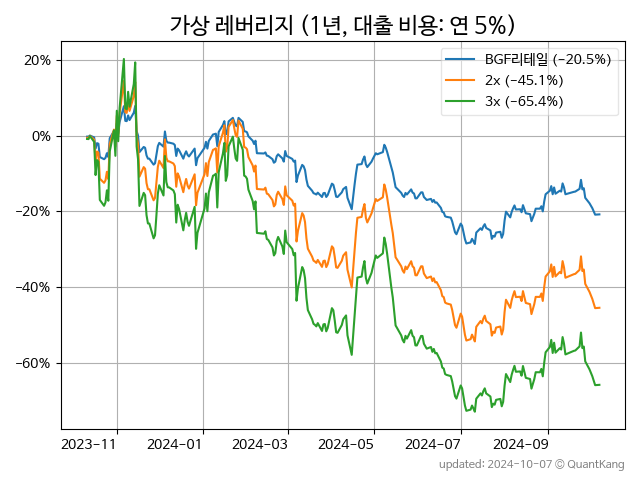 가상 레버리지 (1년, 대출 비용: 연 5%)
BGF리테일 (−20.5%)
2x (−45.1%)
3x (−65.4%)
20%
0%
−20%
−40%
−60%
2023-11 2024-01 2024-03 2024-05 2024-07 2024-09
updated: 2024-10-07 © QuantKang